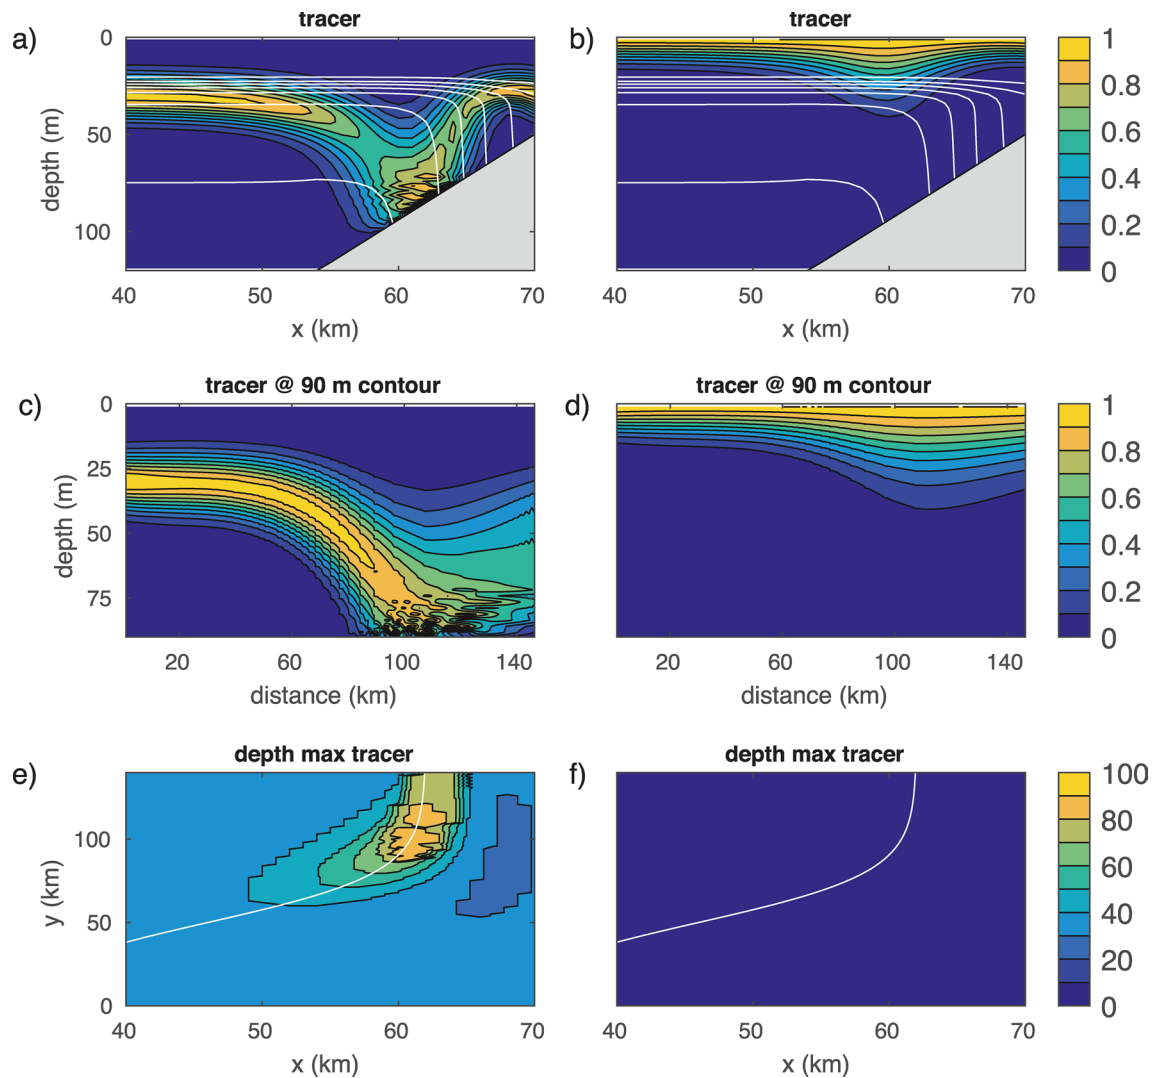 a) tracer
0
50
100
depth (m)
40 50 60 70
x (km)
b) tracer
40 50 60 70
x (km)
1
0.8
0.6
0.4
0.2
0
c) tracer @ 90 m contour
0
25
50
75
depth (m)
20 60 100 140
distance (km)
d) tracer @ 90 m contour
20 60 100 140
distance (km)
1
0.8
0.6
0.4
0.2
0
e) depth max tracer
100
50
0
y (km)
40 50 60 70
x (km)
f) depth max tracer
40 50 60 70
x (km)
100
80
60
40
20
0